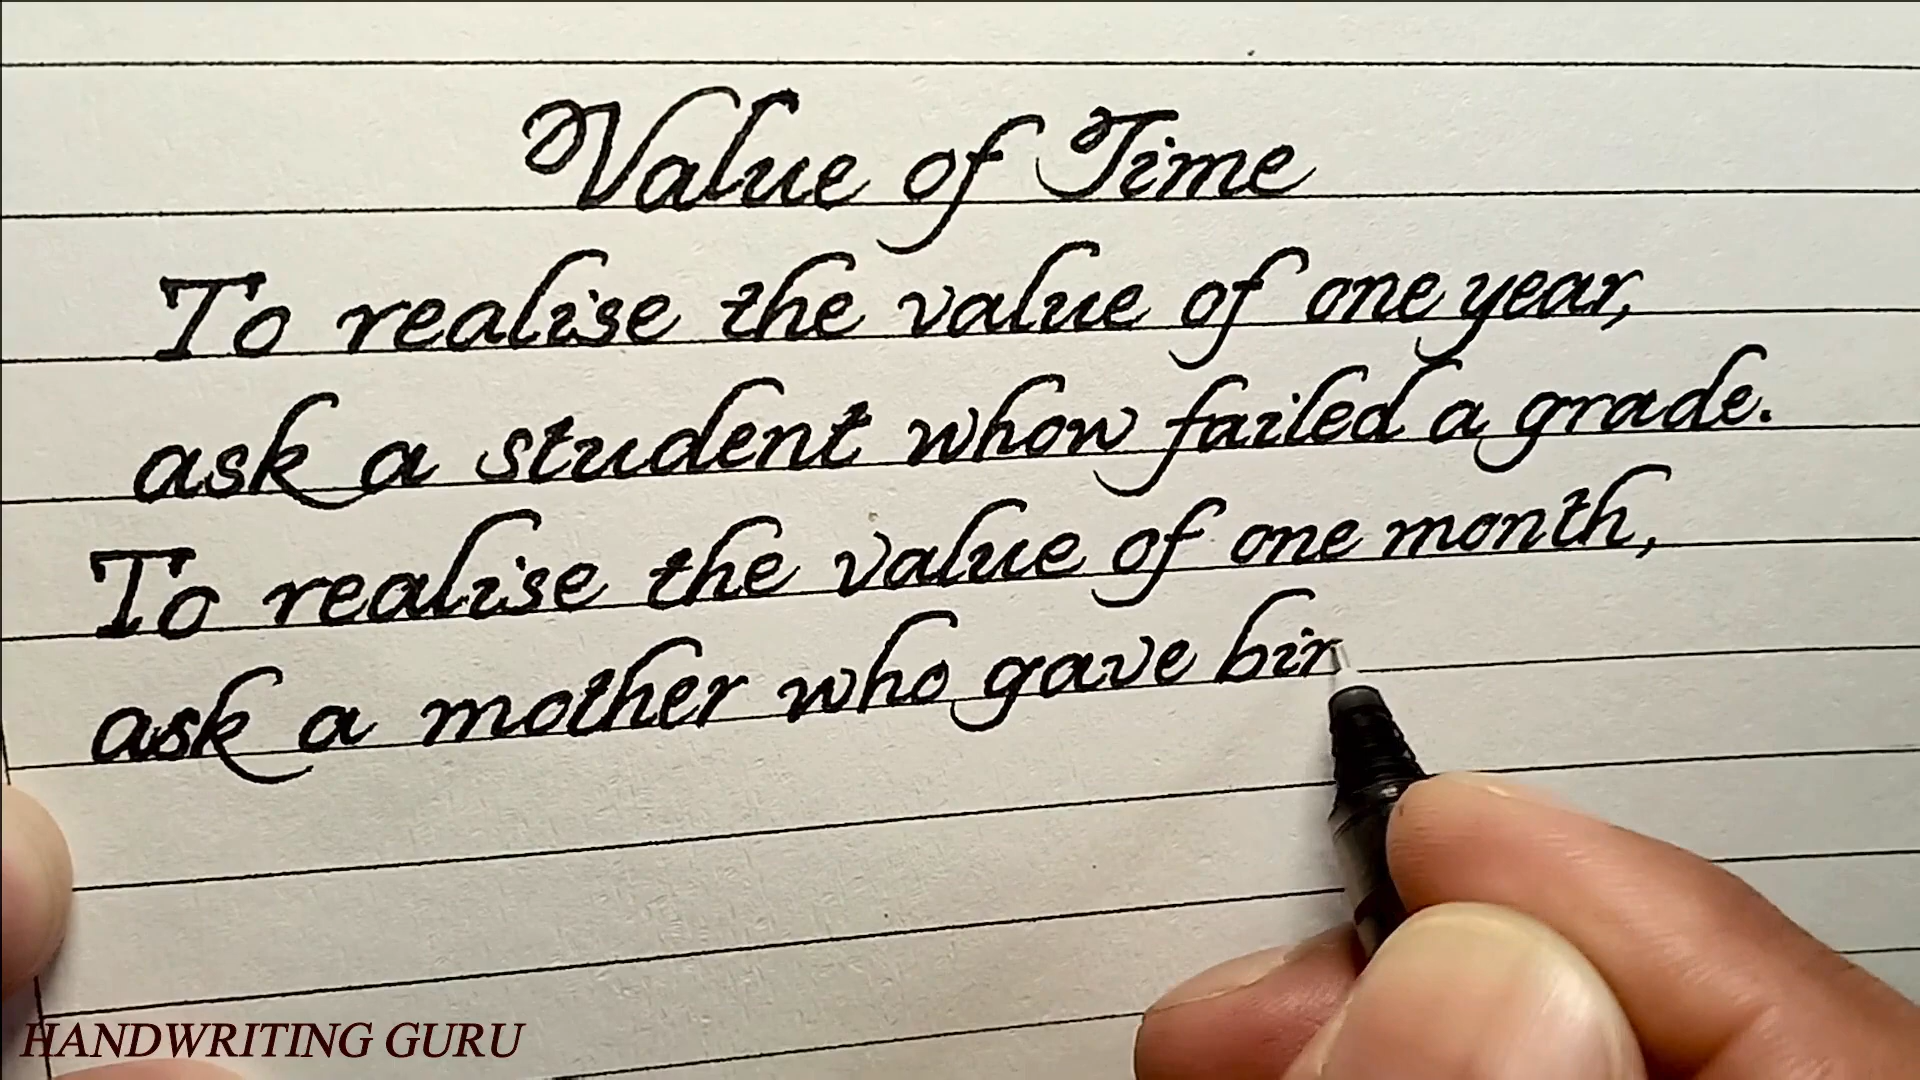 Value of Time
To realise the value of one year,
ask a student whow failed a grade.
To realise the value of one month,
ask a mother who gave bir
HANDWRITING GURU